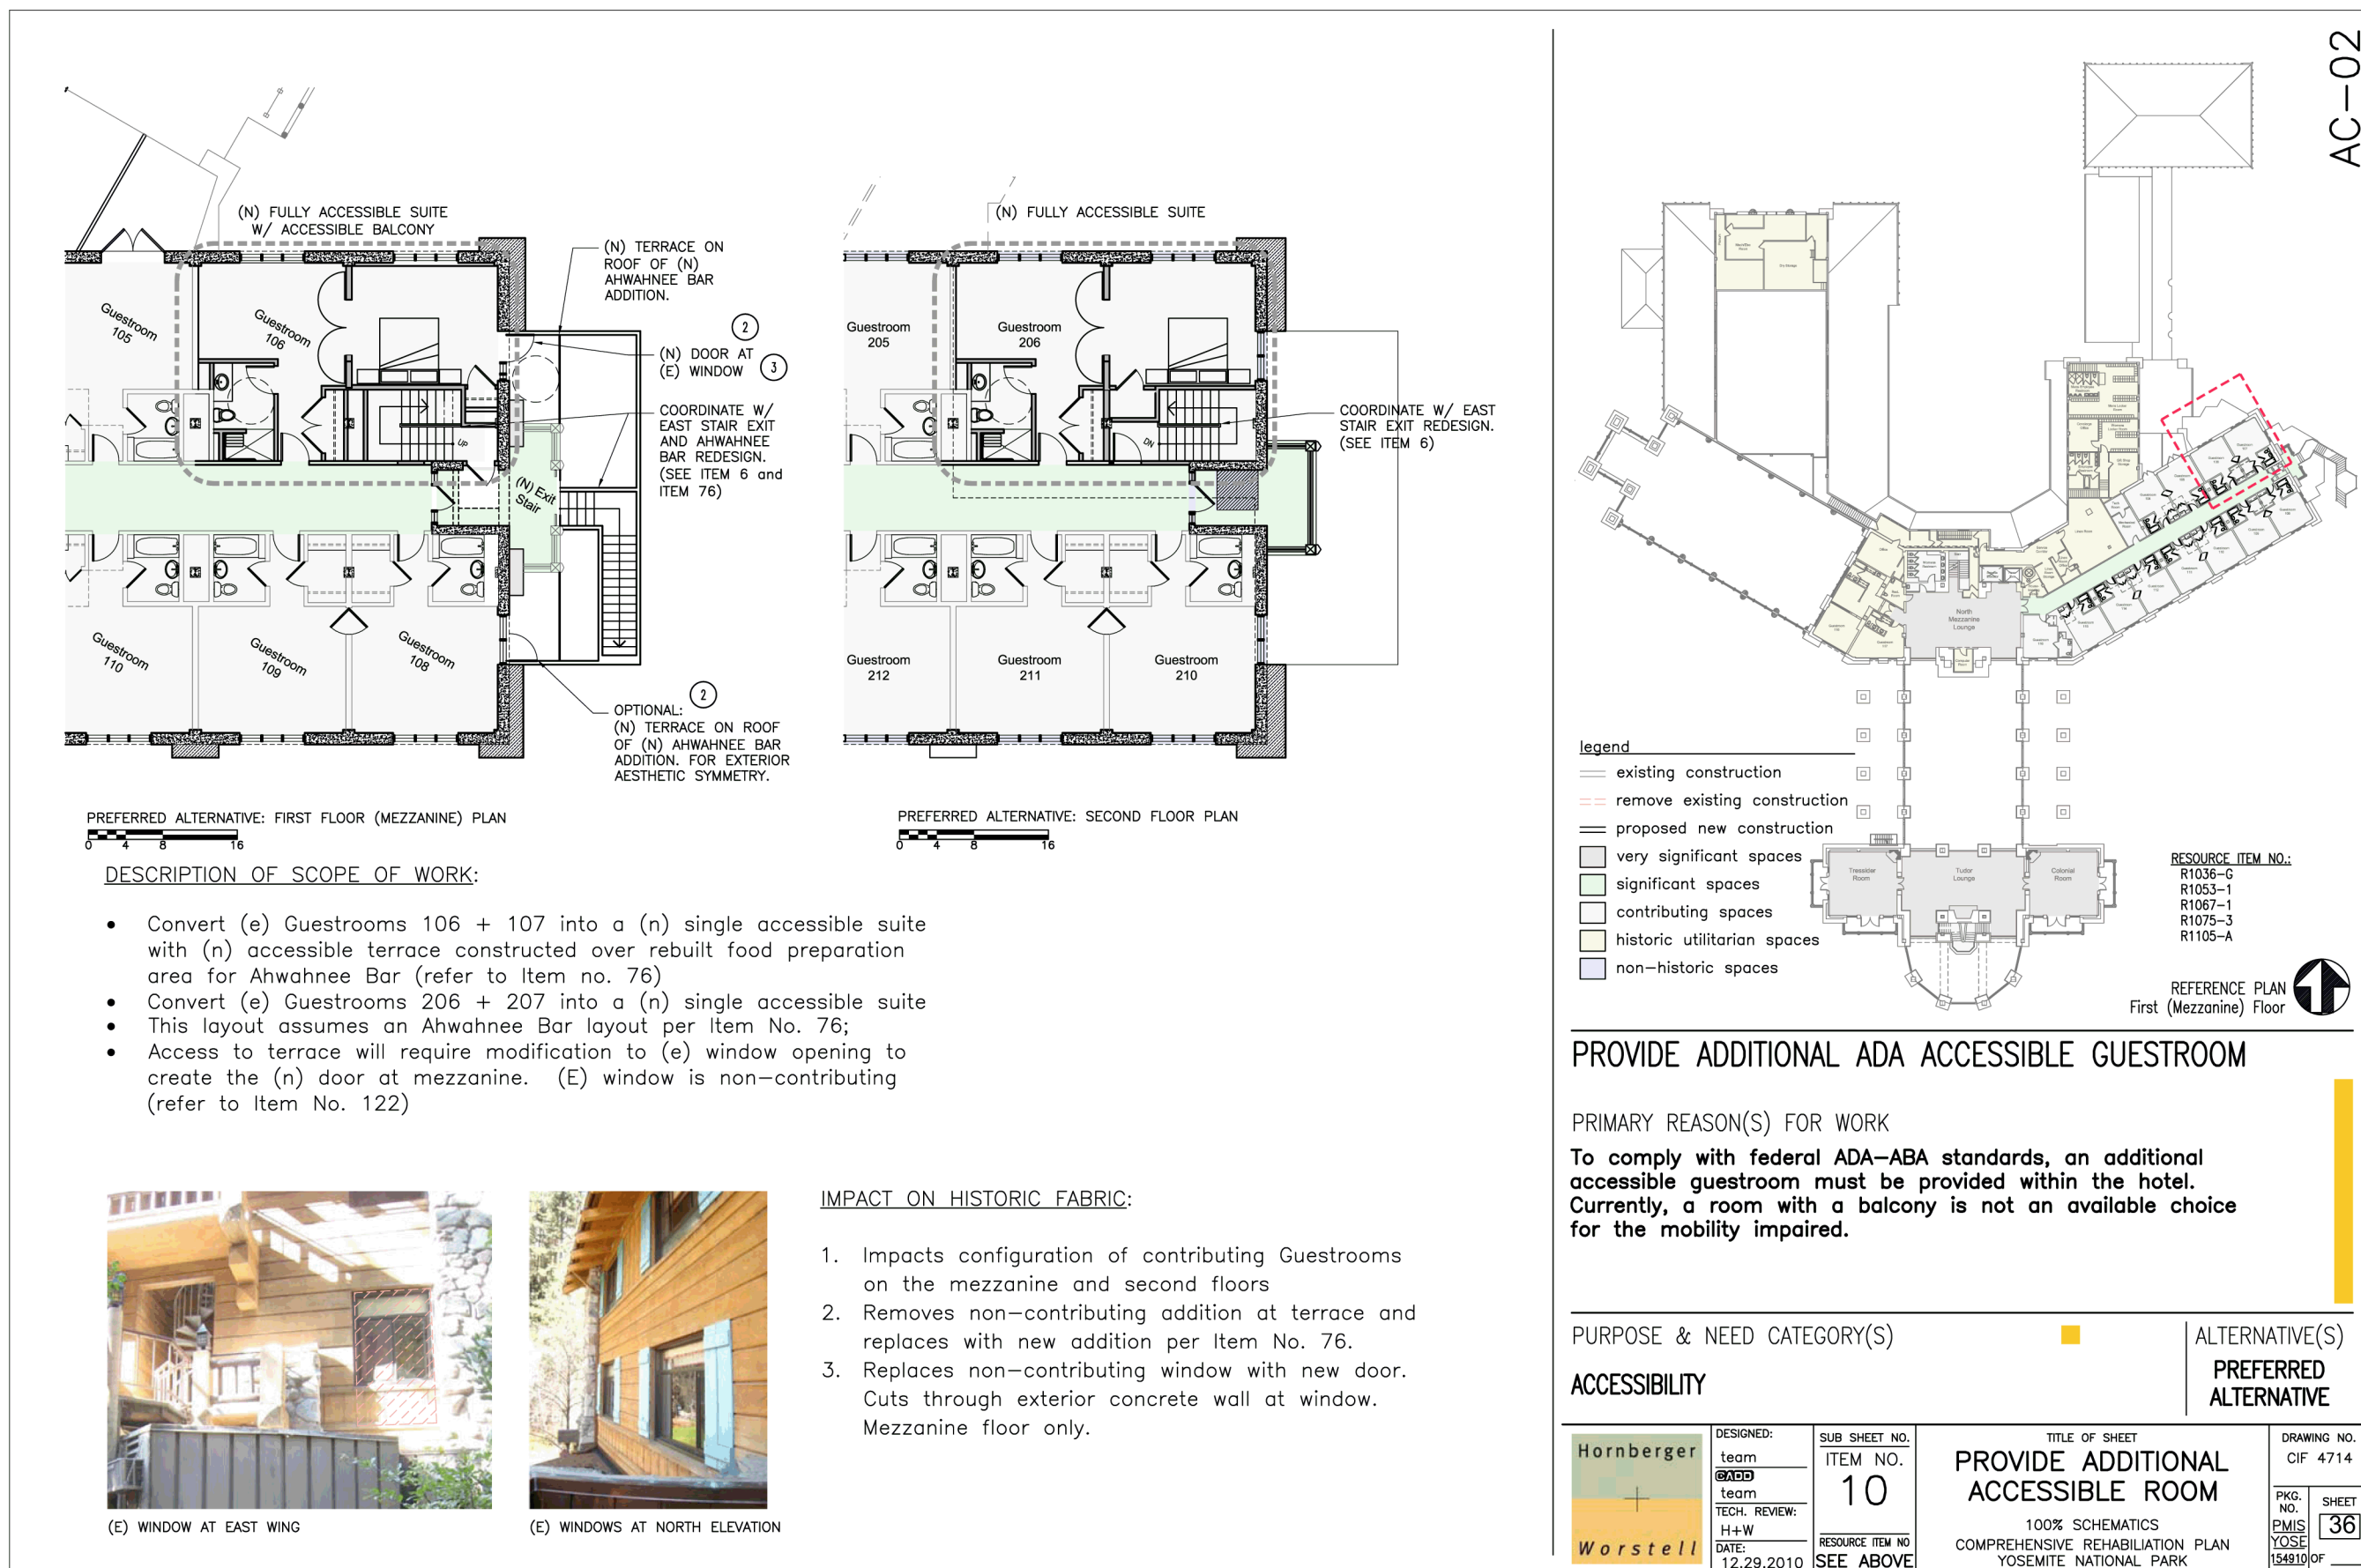 AC-02
(N) FULLY ACCESSIBLE SUITE
W/ ACCESSIBLE BALCONY
(N) TERRACE ON
ROOF OF (N)
AHWAHNEE BAR
ADDITION.
2
(N) DOOR AT
(E) WINDOW
3
COORDINATE W/
EAST STAIR EXIT
AND AHWAHNEE
BAR REDESIGN.
(SEE ITEM 6 and
ITEM 76)
Guestroom
105
Guestroom
106
UP
(N) Exit
Stair
Guestroom
110
Guestroom
109
Guestroom
108
2
OPTIONAL:
(N) TERRACE ON ROOF
OF (N) AHWAHNEE BAR
ADDITION. FOR EXTERIOR
AESTHETIC SYMMETRY.
PREFERRED ALTERNATIVE: FIRST FLOOR (MEZZANINE) PLAN
0 4 8 16
(N) FULLY ACCESSIBLE SUITE
Guestroom
205
Guestroom
206
DN
COORDINATE W/ EAST
STAIR EXIT REDESIGN.
(SEE ITEM 6)
Guestroom
212
Guestroom
211
Guestroom
210
PREFERRED ALTERNATIVE: SECOND FLOOR PLAN
0 4 8 16
DESCRIPTION OF SCOPE OF WORK:
• Convert (e) Guestrooms 106 + 107 into a (n) single accessible suite
with (n) accessible terrace constructed over rebuilt food preparation
area for Ahwahnee Bar (refer to Item no. 76)
• Convert (e) Guestrooms 206 + 207 into a (n) single accessible suite
• This layout assumes an Ahwahnee Bar layout per Item No. 76;
• Access to terrace will require modification to (e) window opening to
create the (n) door at mezzanine. (E) window is non-contributing
(refer to Item No. 122)
(E) WINDOW AT EAST WING
(E) WINDOWS AT NORTH ELEVATION
IMPACT ON HISTORIC FABRIC:
1. Impacts configuration of contributing Guestrooms
on the mezzanine and second floors
2. Removes non-contributing addition at terrace and
replaces with new addition per Item No. 76.
3. Replaces non-contributing window with new door.
Cuts through exterior concrete wall at window.
Mezzanine floor only.
North
Mezzanine
Lounge
Tressider
Room
Tudor
Lounge
Colonial
Room
legend
existing construction
remove existing construction
proposed new construction
very significant spaces
significant spaces
contributing spaces
historic utilitarian spaces
non-historic spaces
RESOURCE ITEM NO.:
R1036-G
R1053-1
R1067-1
R1075-3
R1105-A
REFERENCE PLAN
First (Mezzanine) Floor
PROVIDE ADDITIONAL ADA ACCESSIBLE GUESTROOM
PRIMARY REASON(S) FOR WORK
To comply with federal ADA-ABA standards, an additional
accessible guestroom must be provided within the hotel.
Currently, a room with a balcony is not an available choice
for the mobility impaired.
PURPOSE & NEED CATEGORY(S)
ACCESSIBILITY
ALTERNATIVE(S)
PREFERRED
ALTERNATIVE
Hornberger
Worstell
DESIGNED:
team
CADD
team
TECH. REVIEW:
H+W
DATE:
12.29.2010
SUB SHEET NO.
ITEM NO.
10
RESOURCE ITEM NO
SEE ABOVE
TITLE OF SHEET
PROVIDE ADDITIONAL
ACCESSIBLE ROOM
100% SCHEMATICS
COMPREHENSIVE REHABILIATION PLAN
YOSEMITE NATIONAL PARK
DRAWING NO.
CIF 4714
PKG.
NO.
PMIS
YOSE
154910
SHEET
36
OF